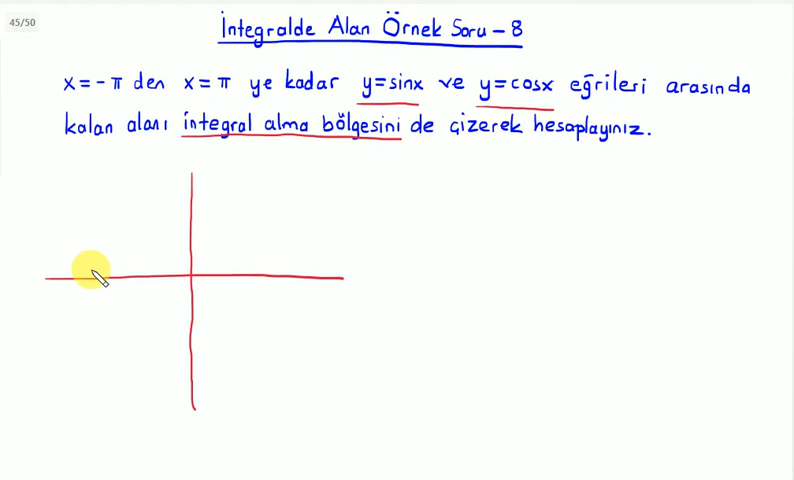 45/50
İntegralde Alan Örnek Soru – 8
x=-π den x=π ye kadar y=sinx ve y=cosx eğrileri arasında
kalan alanı integral alma bölgesini de çizerek hesaplayınız.